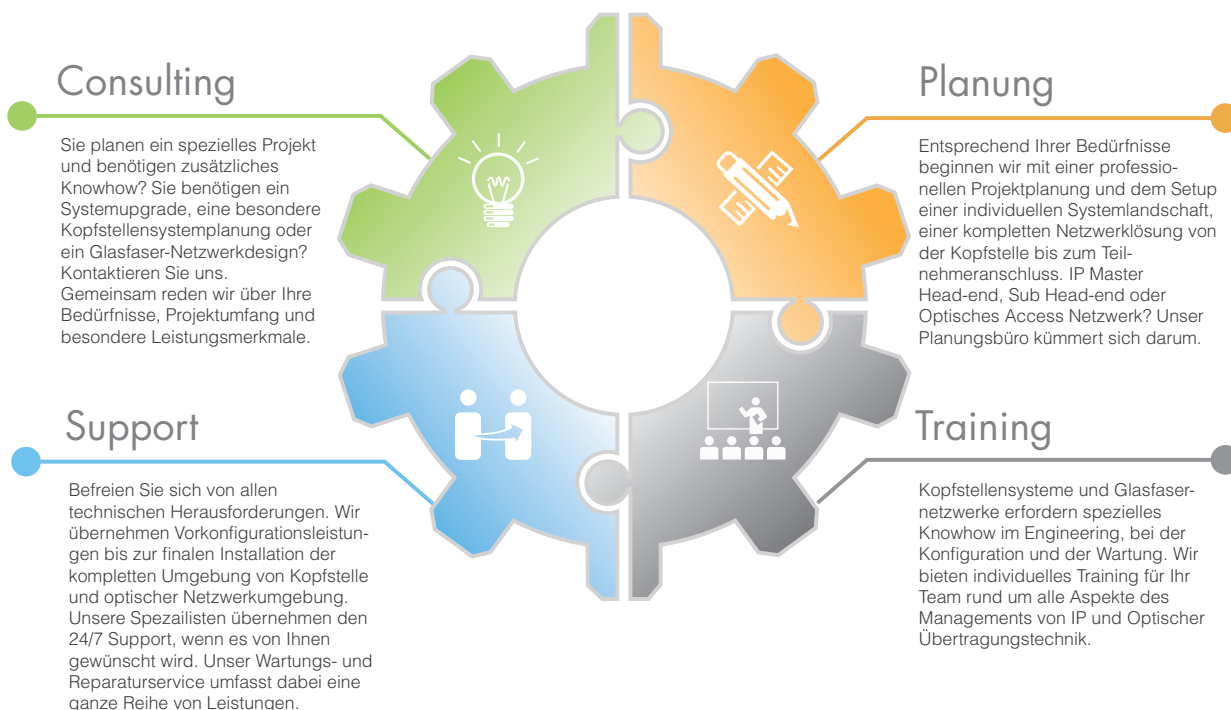 Consulting
Sie planen ein spezielles Projekt
und benötigen zusätzliches
Knowhow? Sie benötigen ein
Systemupgrade, eine besondere
Kopfstellensystemplanung oder
ein Glasfaser-Netzwerkdesign?
Kontaktieren Sie uns.
Gemeinsam reden wir über Ihre
Bedürfnisse, Projektumfang und
besondere Leistungsmerkmale.
Planung
Entsprechend Ihrer Bedürfnisse
beginnen wir mit einer professio-
nellen Projektplanung und dem Setup
einer individuellen Systemlandschaft,
einer kompletten Netzwerklösung von
der Kopfstelle bis zum Teil-
nehmeranschluss. IP Master
Head-end, Sub Head-end oder
Optisches Access Netzwerk? Unser
Planungsbüro kümmert sich darum.
Support
Befreien Sie sich von allen
technischen Herausforderungen. Wir
übernehmen Vorkonfigurationsleistun-
gen bis zur finalen Installation der
kompletten Umgebung von Kopfstelle
und optischer Netzwerkumgebung.
Unsere Spezailisten übernehmen den
24/7 Support, wenn es von Ihnen
gewünscht wird. Unser Wartungs- und
Reparaturservice umfasst dabei eine
ganze Reihe von Leistungen.
Training
Kopfstellensysteme und Glasfaser-
netzwerke erfordern spezielles
Knowhow im Engineering, bei der
Konfiguration und der Wartung. Wir
bieten individuelles Training für Ihr
Team rund um alle Aspekte des
Managements von IP und Optischer
Übertragungstechnik.